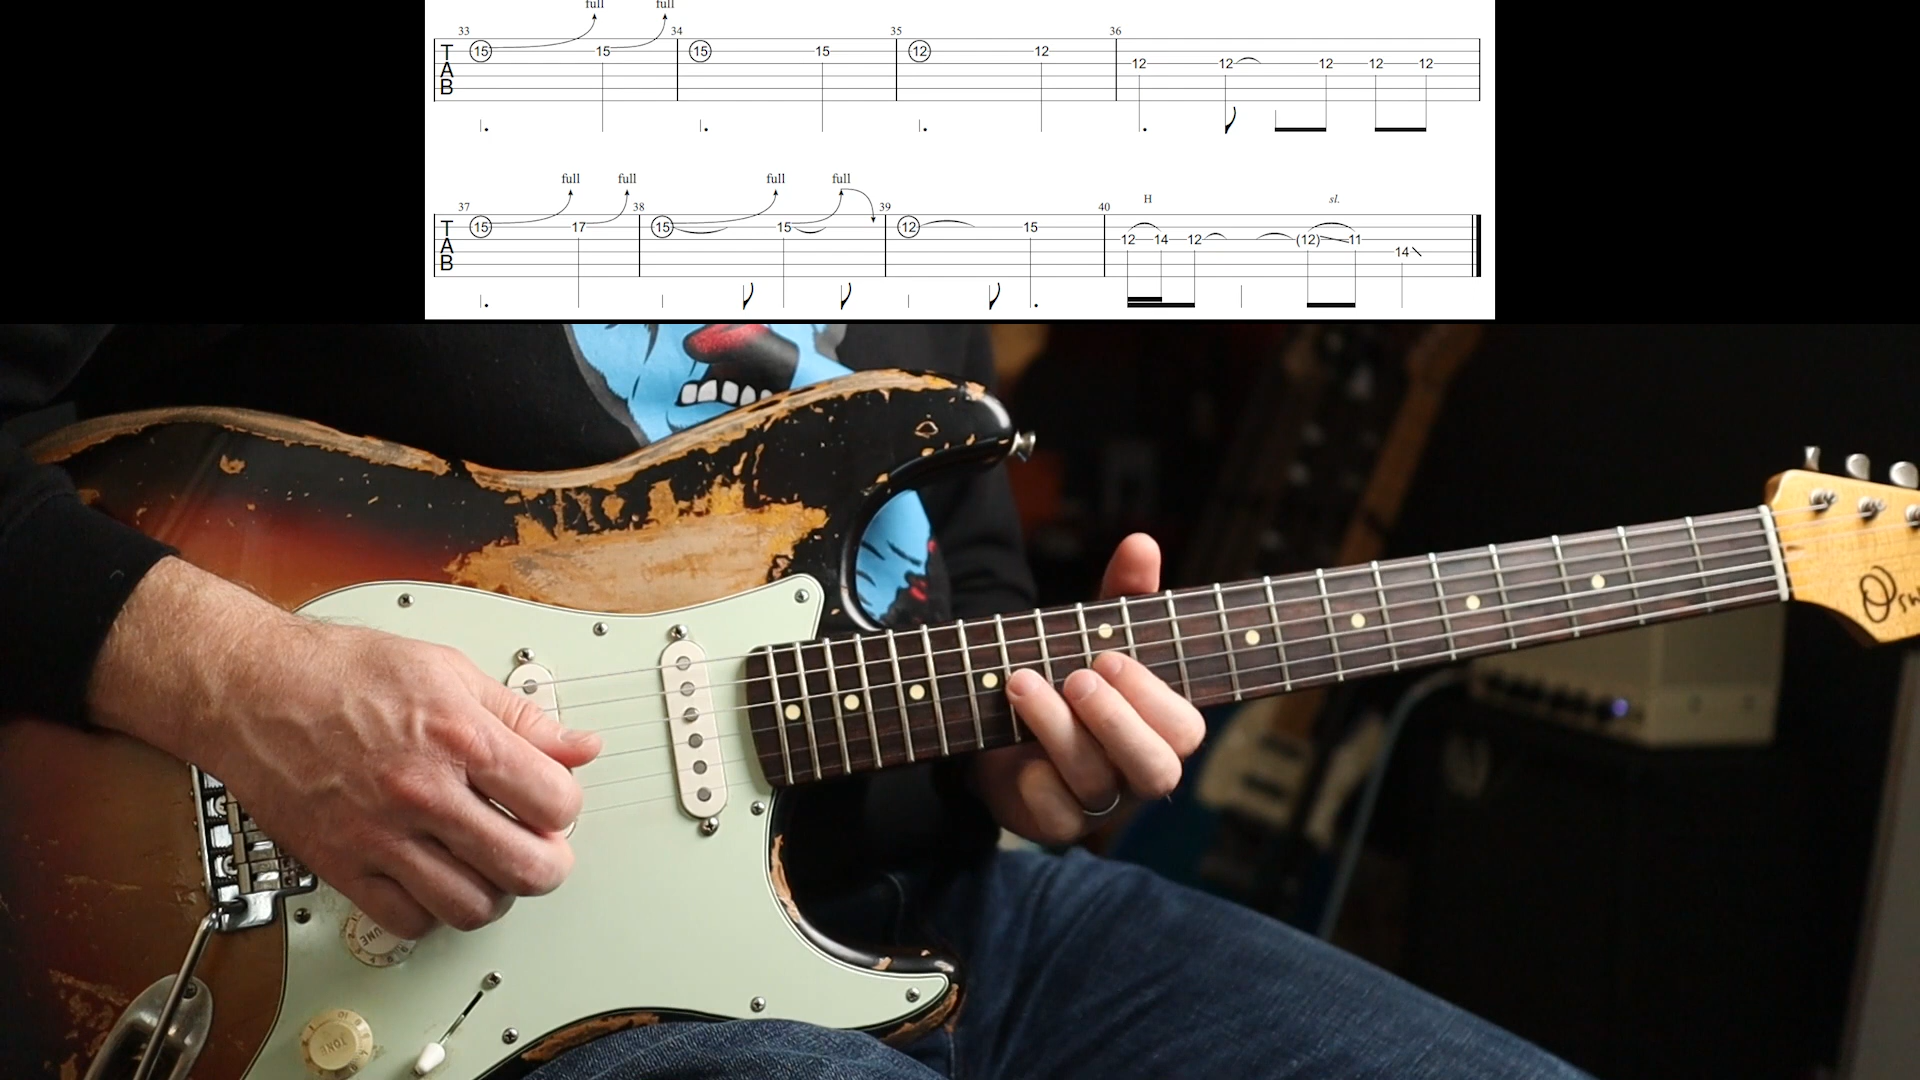 full full
33 34 35 36
T 15 15 15 15 12 12
A 12 12 12 12 12
B
full full full full
37 38 39 40 H sl.
T 15 17 15 15 12 15
A 12 14 12 (12) 11
B 14
TONE